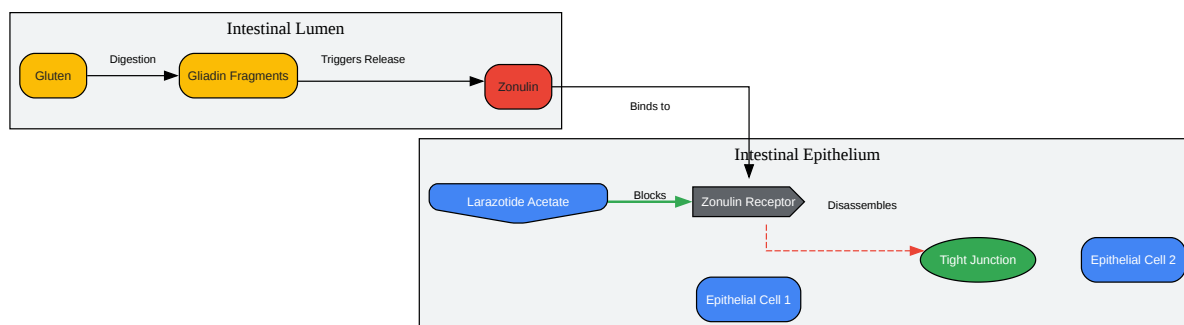 Intestinal Lumen
Gluten
Digestion
Gliadin Fragments
Triggers Release
Zonulin
Binds to
Intestinal Epithelium
Larazotide Acetate
Blocks
Zonulin Receptor
Disassembles
Tight Junction
Epithelial Cell 2
Epithelial Cell 1